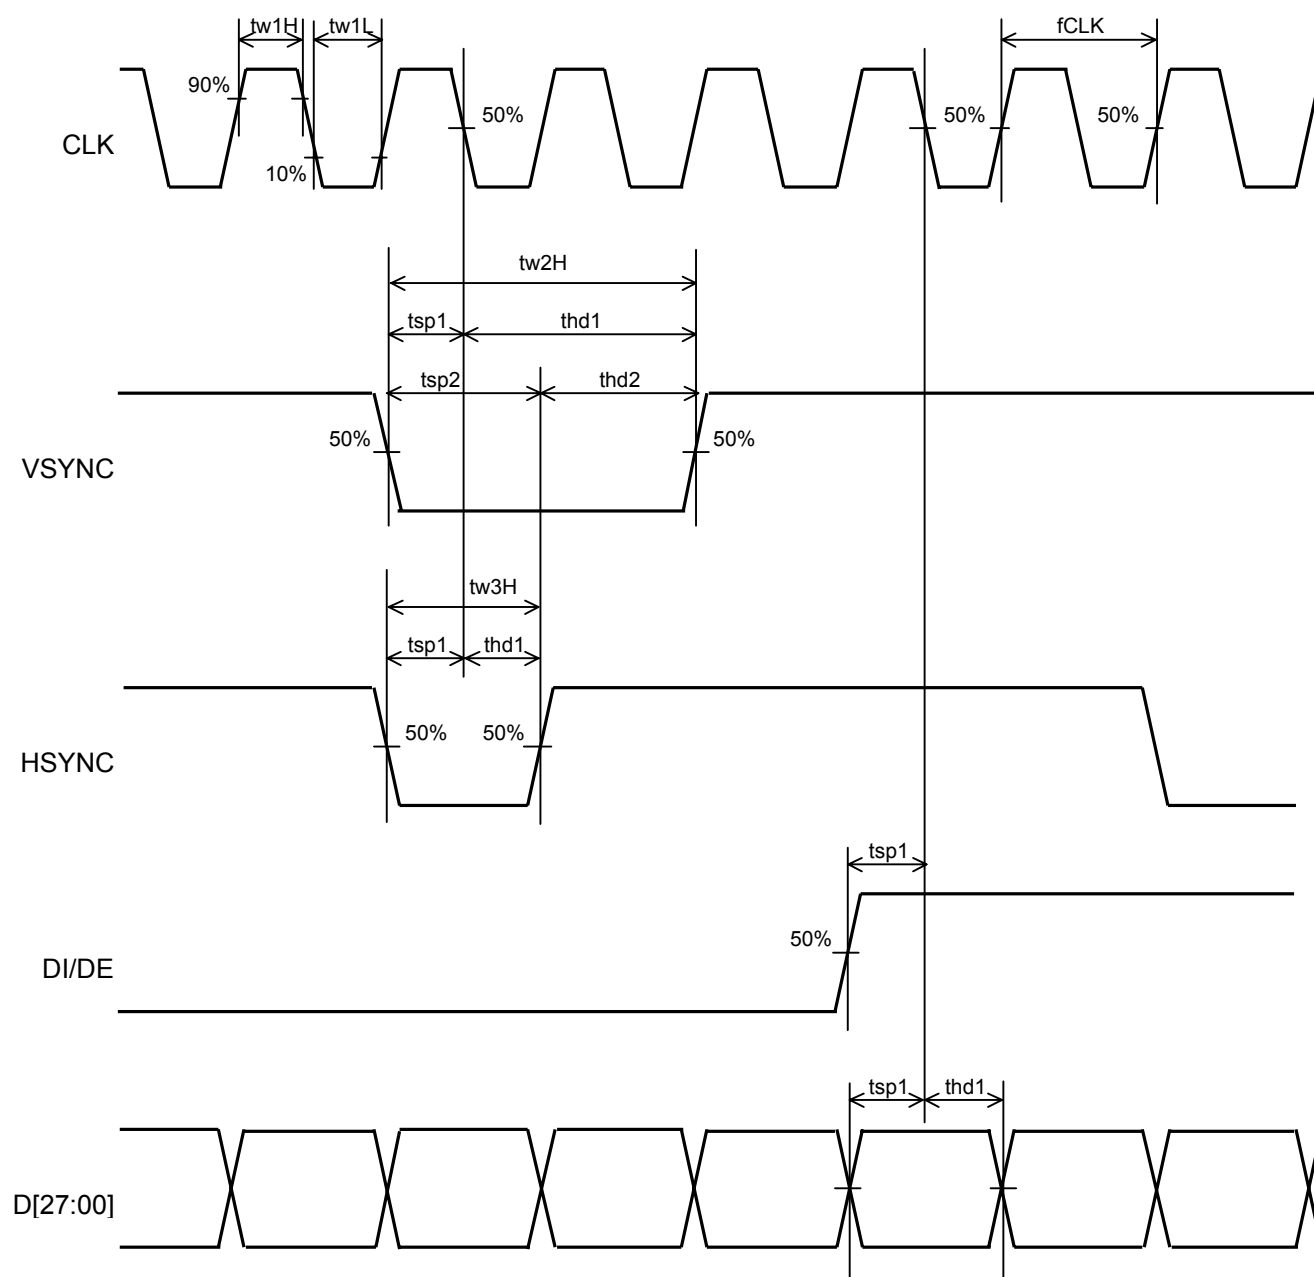 tw1H tw1L fCLK
90% 50% 50% 50%
CLK
10%
tw2H
tsp1 thd1
tsp2 thd2
50% 50%
VSYNC
tw3H
tsp1 thd1
50% 50%
HSYNC
tsp1
50%
DI/DE
tsp1 thd1
D[27:00]